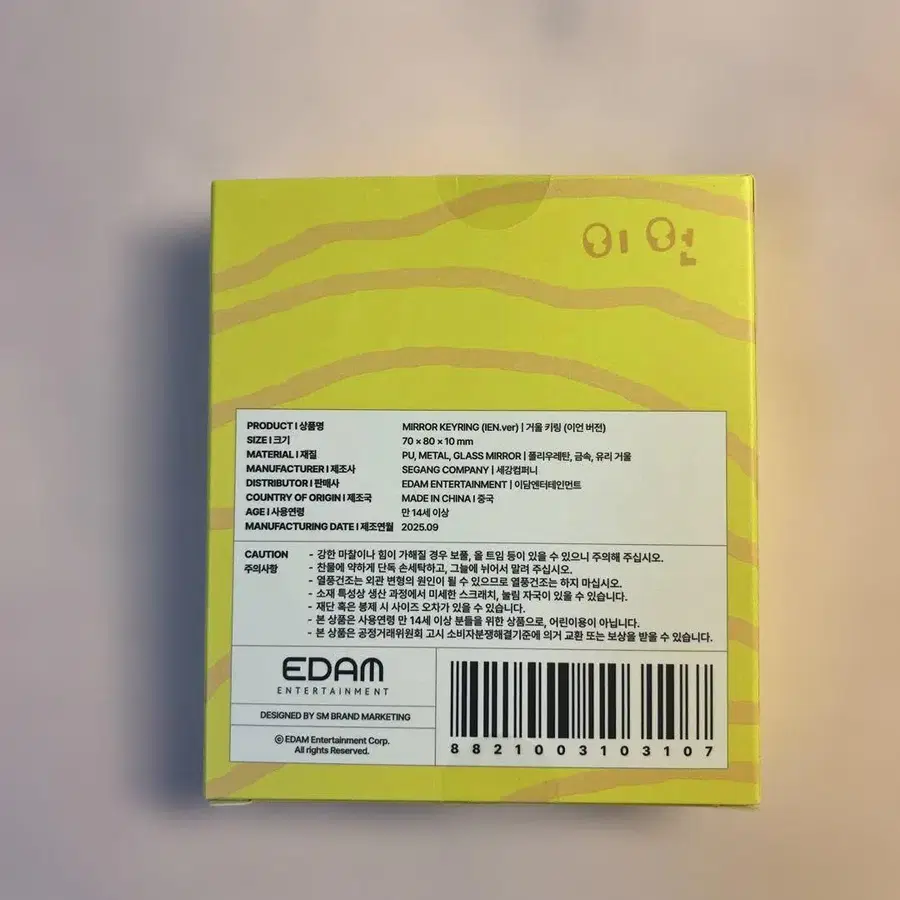 이언
PRODUCT | 상품명 MIRROR KEYRING (IEN.ver) | 거울 키링 (이언 버전)
SIZE | 크기 70 × 80 × 10 mm
MATERIAL | 재질 PU, METAL, GLASS MIRROR | 폴리우레탄, 금속, 유리 거울
MANUFACTURER | 제조사 SEGANG COMPANY | 세강컴퍼니
DISTRIBUTOR | 판매사 EDAM ENTERTAINMENT | 이담엔터테인먼트
COUNTRY OF ORIGIN | 제조국 MADE IN CHINA | 중국
AGE | 사용연령 만 14세 이상
MANUFACTURING DATE | 제조연월 2025.09
CAUTION
주의사항
- 강한 마찰이나 힘이 가해질 경우 보풀, 올 트임 등이 있을 수 있으니 주의해 주십시오.
- 찬물에 약하게 단독 손세탁하고, 그늘에 뉘어서 말려 주십시오.
- 열풍건조는 외관 변형의 원인이 될 수 있으므로 열풍건조는 하지 마십시오.
- 소재 특성상 생산 과정에서 미세한 스크래치, 눌림 자국이 있을 수 있습니다.
- 재단 혹은 봉제 시 사이즈 오차가 있을 수 있습니다.
- 본 상품은 사용연령 만 14세 이상 분들을 위한 상품으로, 어린이용이 아닙니다.
- 본 상품은 공정거래위원회 고시 소비자분쟁해결기준에 의거 교환 또는 보상을 받을 수 있습니다.
EDAM
ENTERTAINMENT
DESIGNED BY SM BRAND MARKETING
© EDAM Entertainment Corp.
All rights Reserved.
8821003103107